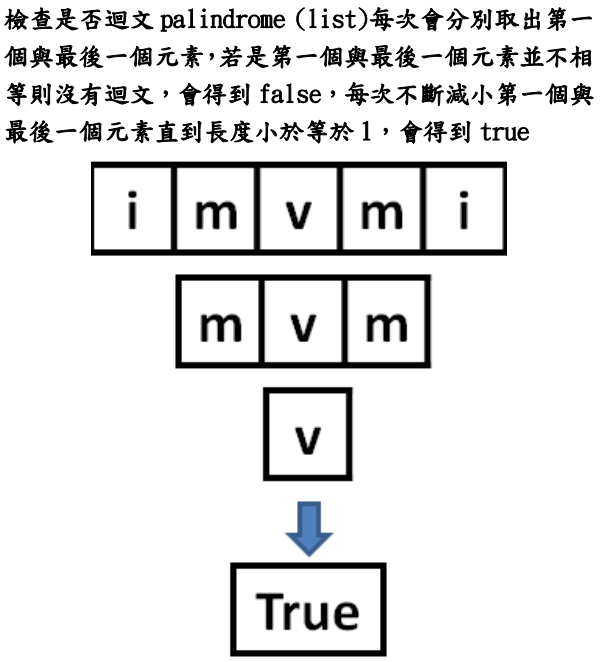 檢查是否迴文 palindrome (list)每次會分別取出第一
個與最後一個元素,若是第一個與最後一個元素並不相
等則沒有迴文,會得到 false,每次不斷減小第一個與
最後一個元素直到長度小於等於 1,會得到 true
i m v m i
m v m
v
True